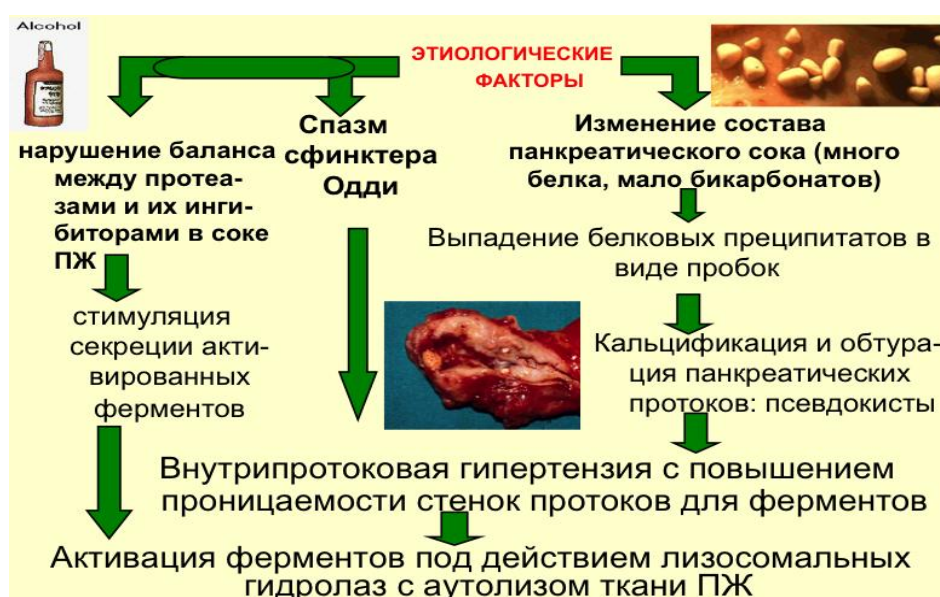 Alcohol
ЭТИОЛОГИЧЕСКИЕ
ФАКТОРЫ
нарушение баланса
между протеа-
зами и их инги-
биторами в соке
ПЖ
стимуляция
секреции акти-
вированных
ферментов
Спазм
сфинктера
Одди
Изменение состава
панкреатического сока (много
белка, мало бикарбонатов)
Выпадение белковых преципитатов в
виде пробок
Кальцификация и обтура-
ция панкреатических
протоков: псевдокисты
Внутрипротоковая гипертензия с повышением
проницаемости стенок протоков для ферментов
Активация ферментов под действием лизосомальных
гидролаз с аутолизом ткани ПЖ